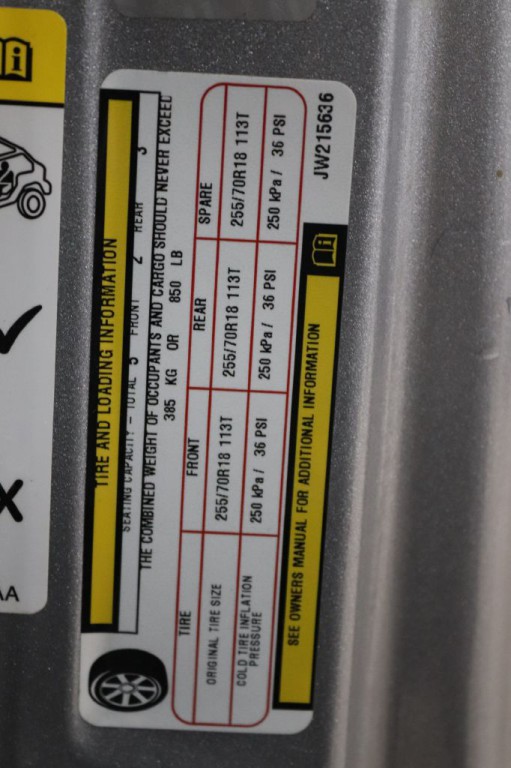 TIRE AND LOADING INFORMATION
SEATING CAPACITY – TOTAL 5 FRONT 2 REAR 3
THE COMBINED WEIGHT OF OCCUPANTS AND CARGO SHOULD NEVER EXCEED
385 KG OR 850 LB
TIRE FRONT REAR SPARE
ORIGINAL TIRE SIZE 255/70R18 113T 255/70R18 113T 255/70R18 113T
COLD TIRE INFLATION
PRESSURE 250 kPa / 36 PSI 250 kPa / 36 PSI 250 kPa / 36 PSI
SEE OWNERS MANUAL FOR ADDITIONAL INFORMATION
JW215636
AA